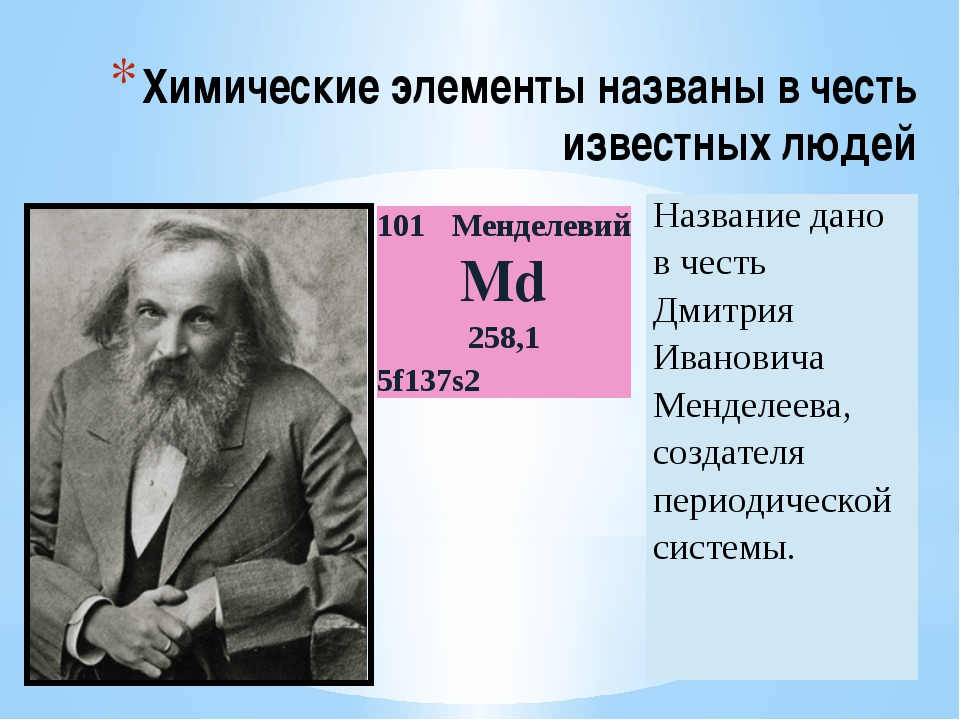 * Химические элементы названы в честь
известных людей
101 Менделевий
Md
258,1
5f137s2
Название дано
в честь
Дмитрия
Ивановича
Менделеева,
создателя
периодической
системы.